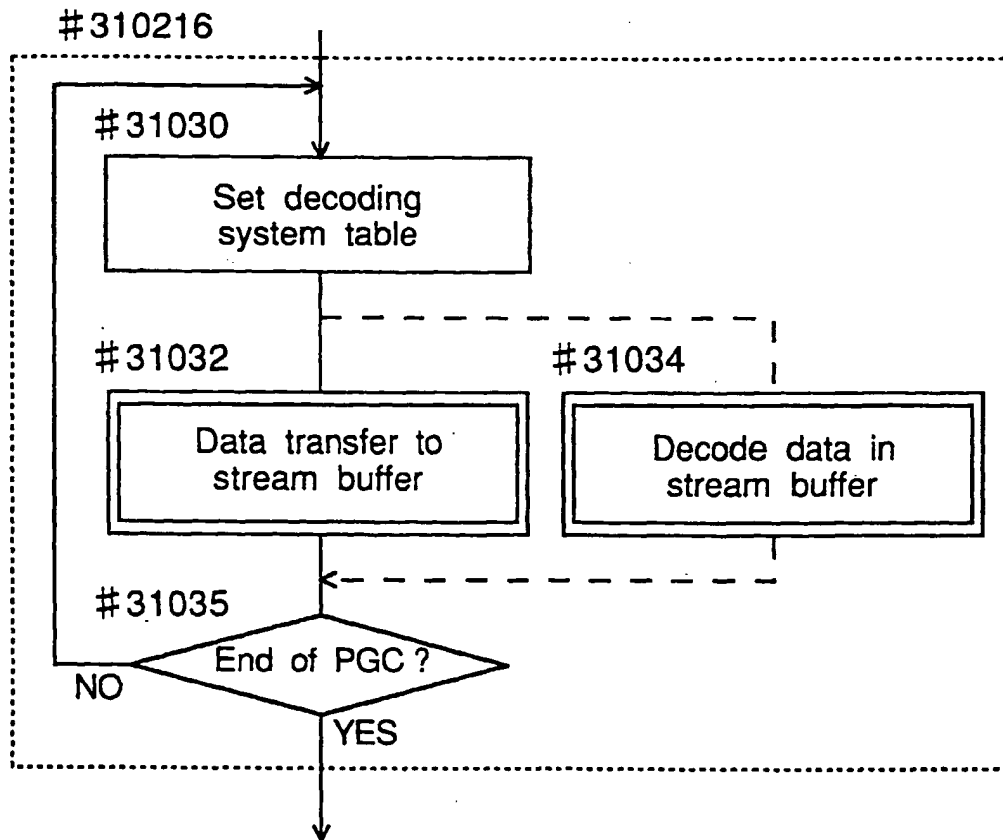 #310216
#31030
Set decoding
system table
#31032
#31034
Data transfer to
stream buffer
Decode data in
stream buffer
#31035
End of PGC?
NO
YES